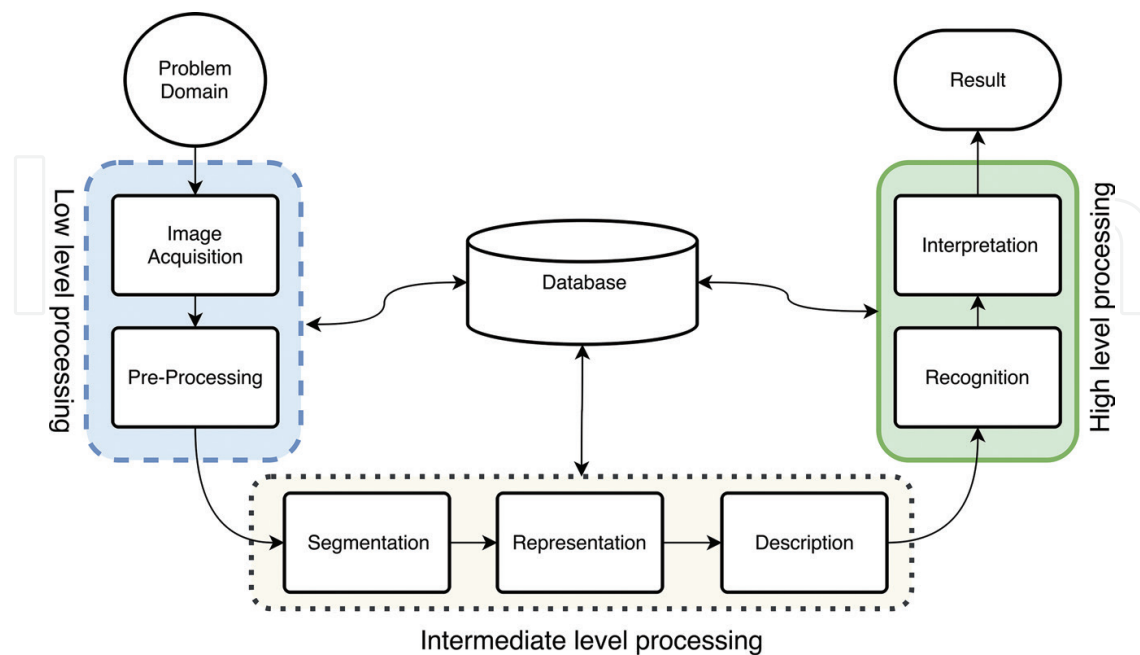 Problem
Domain
Low level processing
Image
Acquisition
Pre-Processing
Database
Segmentation
Representation
Description
Intermediate level processing
Result
Interpretation
Recognition
High level processing